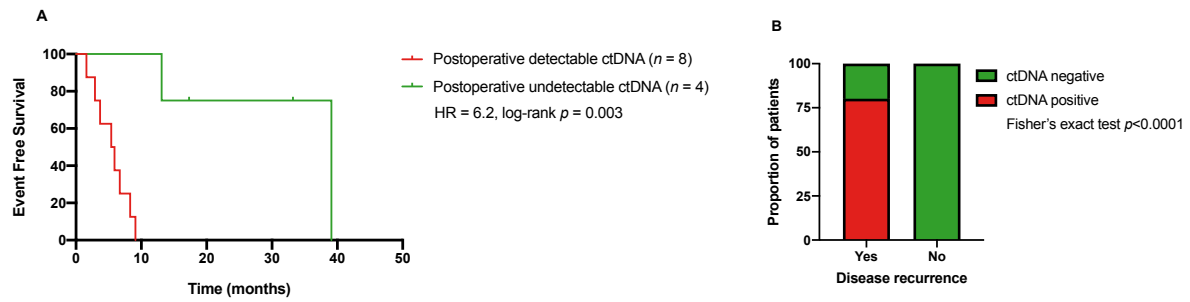 A
Event Free Survival
100
80
60
40
20
0
0 10 20 30 40 50
Time (months)
Postoperative detectable ctDNA (n = 8)
Postoperative undetectable ctDNA (n = 4)
HR = 6.2, log-rank p = 0.003
B
Proportion of patients
100
75
50
25
0
Yes No
Disease recurrence
ctDNA negative
ctDNA positive
Fisher's exact test p<0.0001